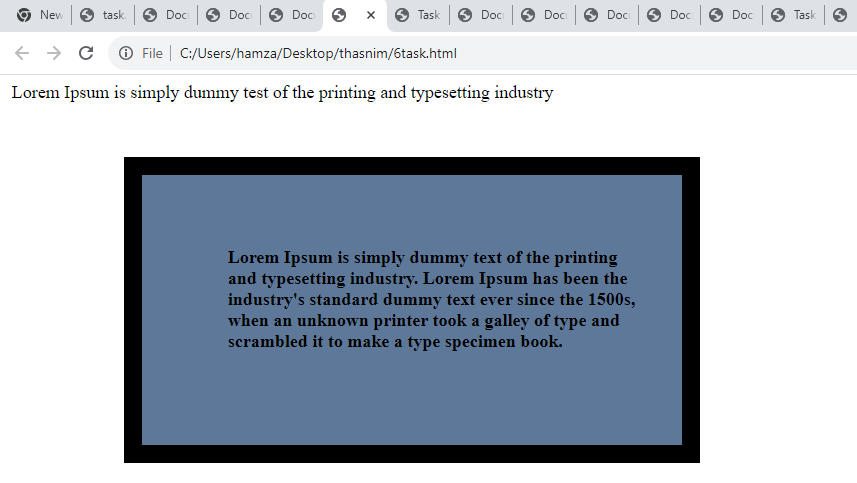 New
task.
Doc
Doc
Doc
Task
Doc
Doc
Doc
Doc
Doc
Task
File
C:/Users/hamza/Desktop/thasnim/6task.html
Lorem Ipsum is simply dummy test of the printing and typesetting industry
Lorem Ipsum is simply dummy text of the printing
and typesetting industry. Lorem Ipsum has been the
industry's standard dummy text ever since the 1500s,
when an unknown printer took a galley of type and
scrambled it to make a type specimen book.